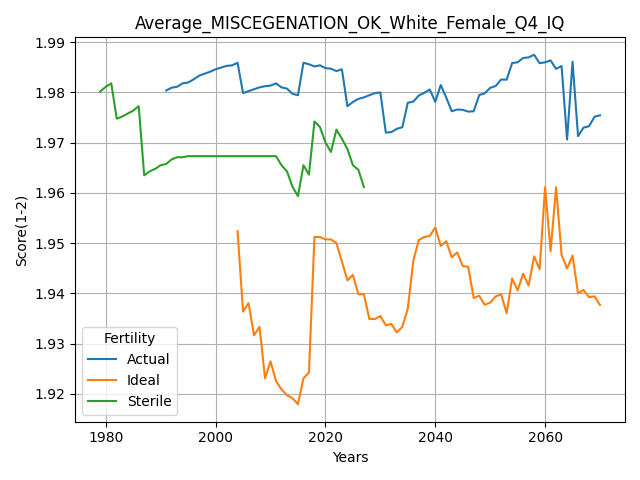 Average_MISCEGENATION_OK_White_Female_Q4_IQ
1.99
1.98
1.97
1.96
1.95
1.94
1.93
1.92
Score(1-2)
Fertility
Actual
Ideal
Sterile
1980
2000
2020
2040
2060
Years